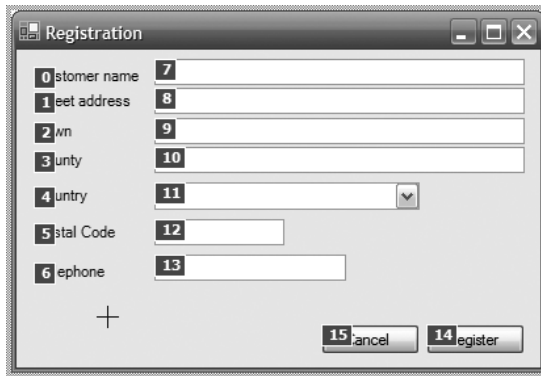 Registration
0 stomer name 7
1 eet address 8
2 wn 9
3 unty 10
4 untry 11
5 stal Code 12
6 ephone 13
15 ancel 14 egister